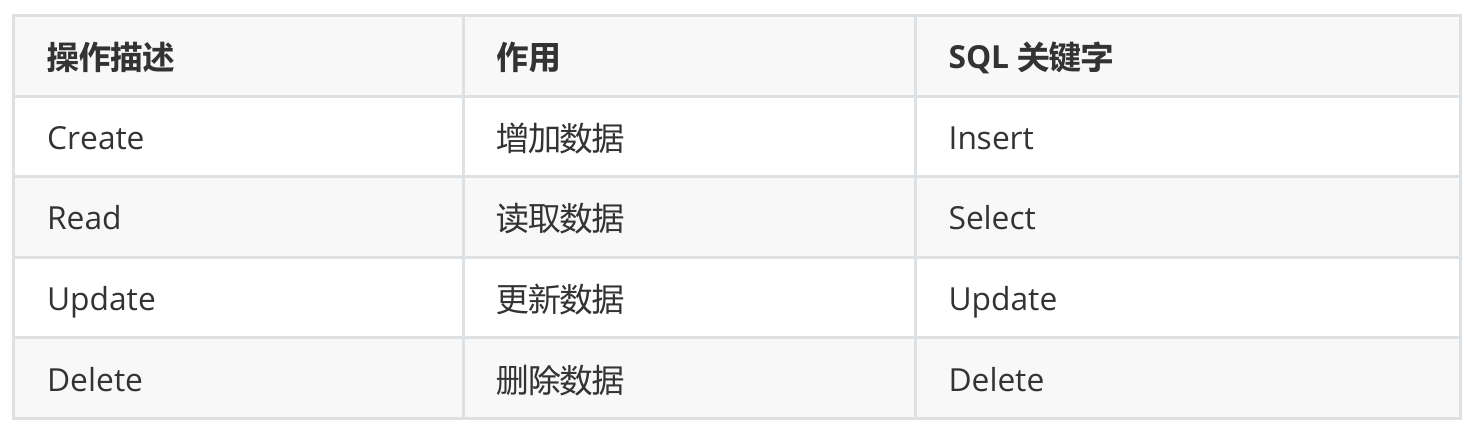 操作描述 作用 SQL 关键字
Create 增加数据 Insert
Read 读取数据 Select
Update 更新数据 Update
Delete 删除数据 Delete